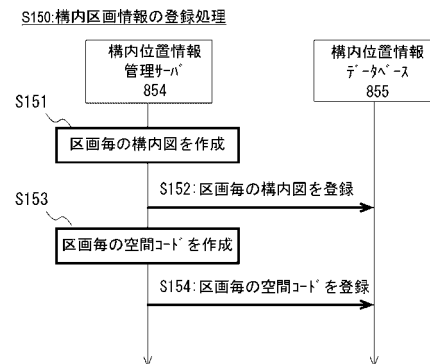 S150:構内区画情報の登録処理
構内位置情報
管理サーバ
854
構内位置情報
データベース
855
S151
区画毎の構内図を作成
S152:区画毎の構内図を登録
S153
区画毎の空間コードを作成
S154:区画毎の空間コードを登録